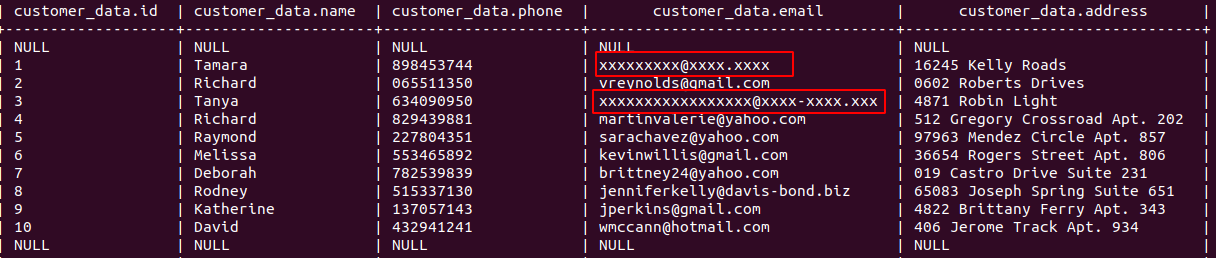 | customer_data.id | customer_data.name | customer_data.phone | customer_data.email | customer_data.address |
| NULL | NULL | NULL | NULL | NULL |
| 1 | Tamara | 898453744 | xxxxxxxxx@xxxx.xxxx | 16245 Kelly Roads
| 2 | Richard | 065511350 | vreynolds@gmail.com | 0602 Roberts Drives
| 3 | Tanya | 634090950 | xxxxxxxxxxxxxxxxx@xxxx-xxxx.xxx | 4871 Robin Light
| 4 | Richard | 829439881 | martinvalerie@yahoo.com | 512 Gregory Crossroad Apt. 202 |
| 5 | Raymond | 227804351 | sarachavez@yahoo.com | 97963 Mendez Circle Apt. 857 |
| 6 | Melissa | 553465892 | kevinwillis@gmail.com | 36654 Rogers Street Apt. 806 |
| 7 | Deborah | 782539839 | brittney24@yahoo.com | 019 Castro Drive Suite 231 |
| 8 | Rodney | 515337130 | jenniferkelly@davis-bond.biz | 65083 Joseph Spring Suite 651 |
| 9 | Katherine | 137057143 | jperkins@gmail.com | 4822 Brittany Ferry Apt. 343 |
| 10 | David | 432941241 | wmccann@hotmail.com | 406 Jerome Track Apt. 934 |
| NULL | NULL | NULL | NULL | NULL |